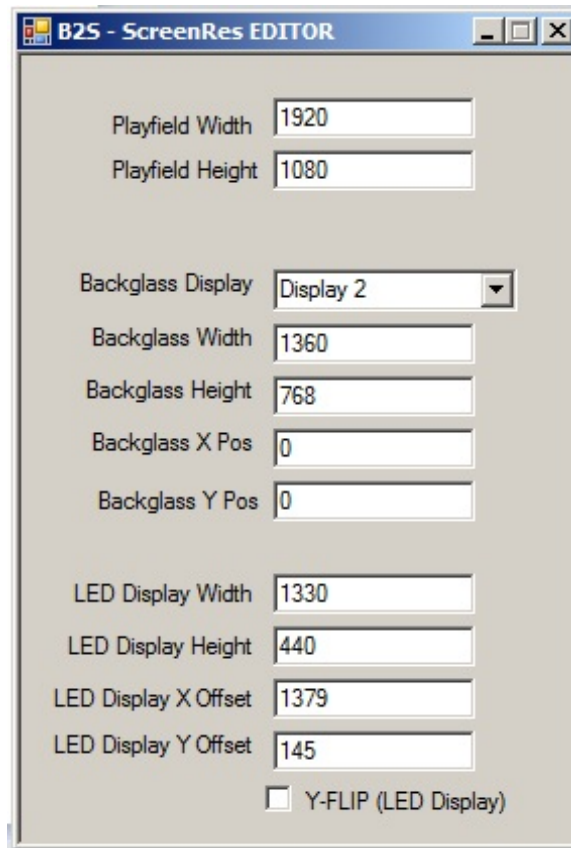 B2S - ScreenRes EDITOR
Playfield Width 1920
Playfield Height 1080
Backglass Display Display 2
Backglass Width 1360
Backglass Height 768
Backglass X Pos 0
Backglass Y Pos 0
LED Display Width 1330
LED Display Height 440
LED Display X Offset 1379
LED Display Y Offset 145
Y-FLIP (LED Display)